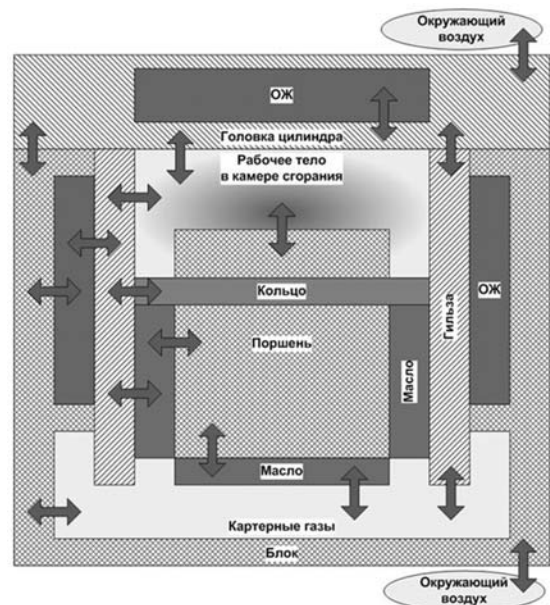 Окружающий
воздух
ОЖ
Головка цилиндра
Рабочее тело
в камере сгорания
Кольцо
ОЖ
Гильза
Поршень
Масло
Масло
Картерные газы
Блок
Окружающий
воздух